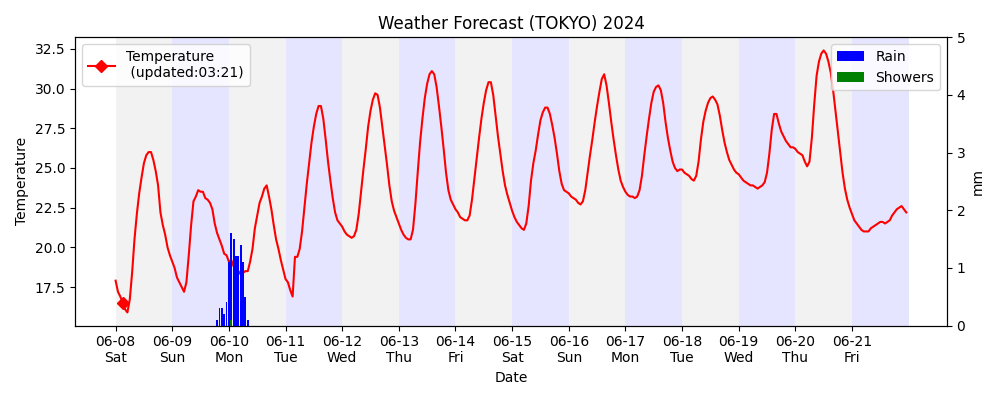 Weather Forecast (TOKYO) 2024
Temperature
(updated:03:21)
Rain
Showers
Temperature
32.5
30.0
27.5
25.0
22.5
20.0
17.5
5
4
3
2
1
0
mm
06-08 06-09 06-10 06-11 06-12 06-13 06-14 06-15 06-16 06-17 06-18 06-19 06-20 06-21
Sat Sun Mon Tue Wed Thu Fri Sat Sun Mon Tue Wed Thu Fri
Date